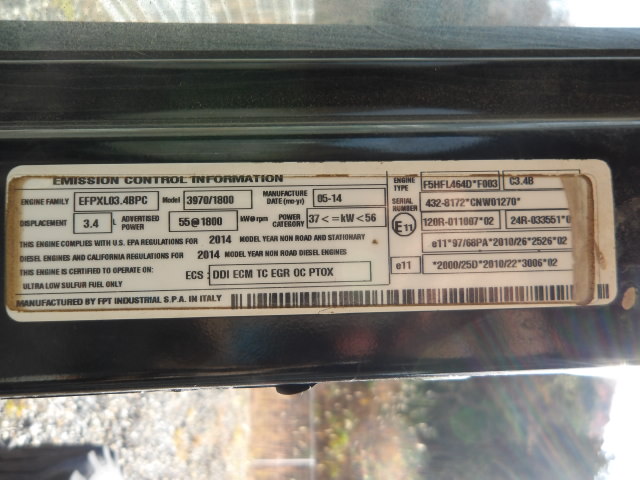 EMISSION CONTROL INFORMATION
ENGINE FAMILY EFPXL03.4BPC Model 3970/1800 MANUFACTURE DATE (mo-yr) 05-14
DISPLACEMENT 3.4 L ADVERTISED POWER 55@1800 kW@rpm POWER CATEGORY 37<=kW<56
THIS ENGINE COMPLIES WITH U.S. EPA REGULATIONS FOR 2014 MODEL YEAR NON ROAD AND STATIONARY
DIESEL ENGINES AND CALIFORNIA REGULATIONS FOR 2014 MODEL YEAR NON ROAD DIESEL ENGINES
THIS ENGINE IS CERTIFIED TO OPERATE ON:
ULTRA LOW SULFUR FUEL ONLY
ECS: DDI ECM TC EGR OC PTOX
MANUFACTURED BY FPT INDUSTRIAL S.P.A. IN ITALY
ENGINE TYPE F5HFL464D*F003 C3.4B
SERIAL NUMBER 432-8172*CNW01270*
E11 120R-011807*02 24R-033551*0
e11*97/68PA*2010/26*2526*02
e11 *2000/25D*2010/22*3006*02